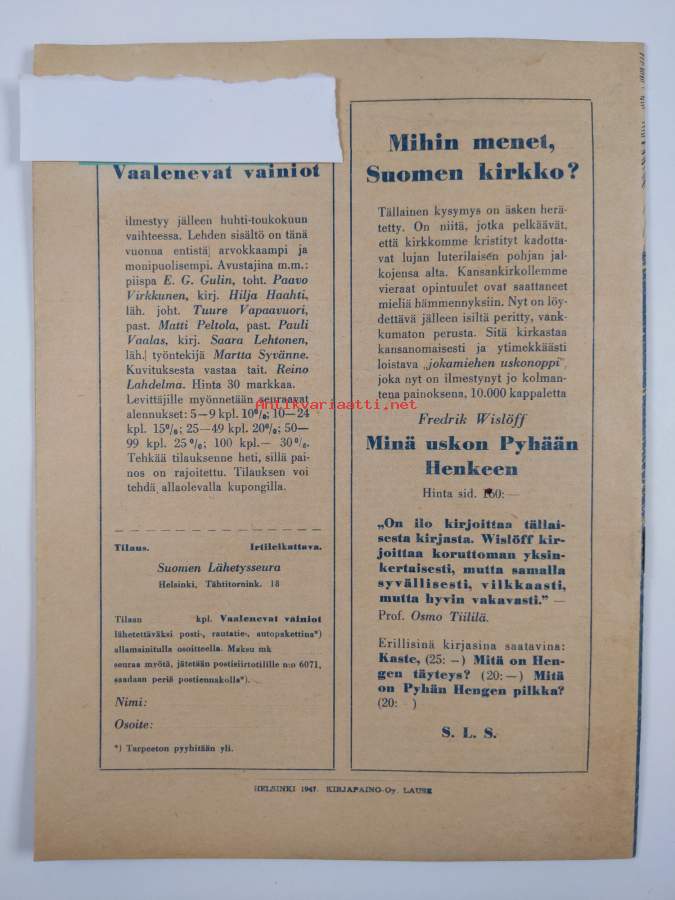 Vaalenevat vainiot
ilmestyy jälleen huhti-toukokuun
vaihteessa. Lehden sisältö on tänä
vuonna entistä arvokkaampi ja
monipuolisempi. Avustajina m.m.:
piispa E. G. Gulin, toht. Paavo
Virkkunen, kirj. Hilja Haahti,
läh. joht. Tuure Vapaavuori,
past. Matti Peltola, past. Pauli
Vaalas, kirj. Saara Lehtonen,
läh. työntekijä Martta Syvänne.
Kuvituksesta vastaa tait. Reino
Lahdelma. Hinta 30 markkaa.
Levittäjille myönnetään seuraavat
alennukset: 5—9 kpl. 10%; 10—24
kpl. 15%; 25—49 kpl. 20%; 50—
99 kpl. 25%; 100 kpl.— 30%.
Tehkää tilauksenne heti, sillä pai-
nos on rajoitettu. Tilauksen voi
tehdä allaolevalla kupongilla.
Tilaus. Irtileikattava.
Suomen Lähetysseura
Helsinki, Tähtitornink. 18
Tilaan kpl. Vaalenevat vainiot
lähetettäväksi posti-, rautatie-, autopakettina*)
allamainitulla osoitteella. Maksu mk
seuraa myötä, jätetään postisiirtotilille n:o 6071,
saadaan periä postiennakolla*).
Nimi:
Osoite:
*) Tarpeeton pyyhitään yli.
Mihin menet,
Suomen kirkko?
Tällainen kysymys on äsken herä-
tetty. On niitä, jotka pelkäävät,
että kirkkomme kristityt kadotta-
vat lujan luterilaisen pohjan jal-
kojensa alta. Kansankirkollemme
vieraat opintuulet ovat saattaneet
mieliä hämmennyksiin. Nyt on löy-
dettävä jälleen isiltä peritty, vank-
kumaton perusta. Sitä kirkastaa
kansanomaisesti ja ytimekkäästi
loistava „jokamiehen uskonoppi",
joka nyt on ilmestynyt jo kolman-
tena painoksena, 10.000 kappaletta
Fredrik Wislöff
Minä uskon Pyhään
Henkeen
Hinta sid. 160: —
„On ilo kirjoittaa tällai-
sesta kirjasta. Wislöff kir-
joittaa koruttoman yksin-
kertaisesti, mutta samalla
syvällisesti, vilkkaasti,
mutta hyvin vakavasti." —
Prof. Osmo Tiililä.
Erillisinä kirjasina saatavina:
Kaste, (25: —) Mitä on Hen-
gen täyteys? (20: —) Mitä
on Pyhän Hengen pilkka?
(20: )
S. L. S.
HELSINKI 1947. KIRJAPAINO-Oy. LAUSE
Antikvariaatti.net